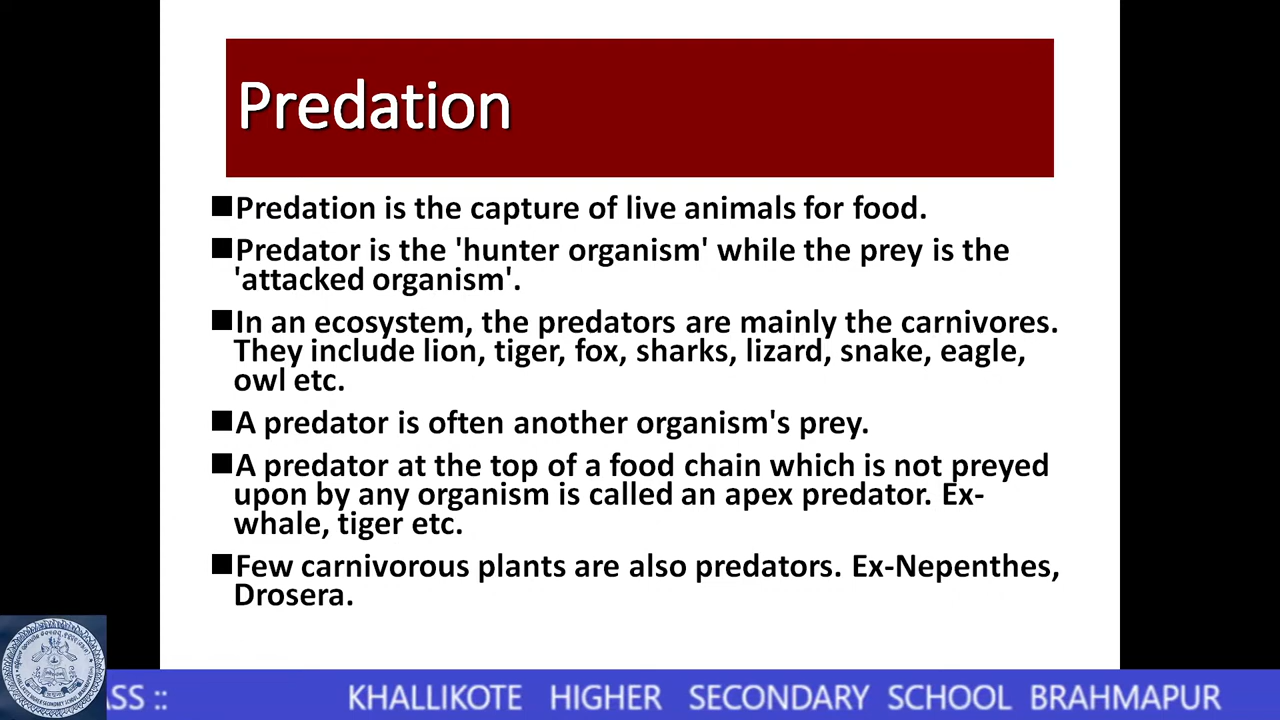 Predation
■Predation is the capture of live animals for food.
■Predator is the 'hunter organism' while the prey is the
'attacked organism'.
■In an ecosystem, the predators are mainly the carnivores.
They include lion, tiger, fox, sharks, lizard, snake, eagle,
owl etc.
■A predator is often another organism's prey.
■A predator at the top of a food chain which is not preyed
upon by any organism is called an apex predator. Ex-
whale, tiger etc.
■Few carnivorous plants are also predators. Ex-Nepenthes,
Drosera.
ASS :: KHALLIKOTE HIGHER SECONDARY SCHOOL BRAHMAPUR